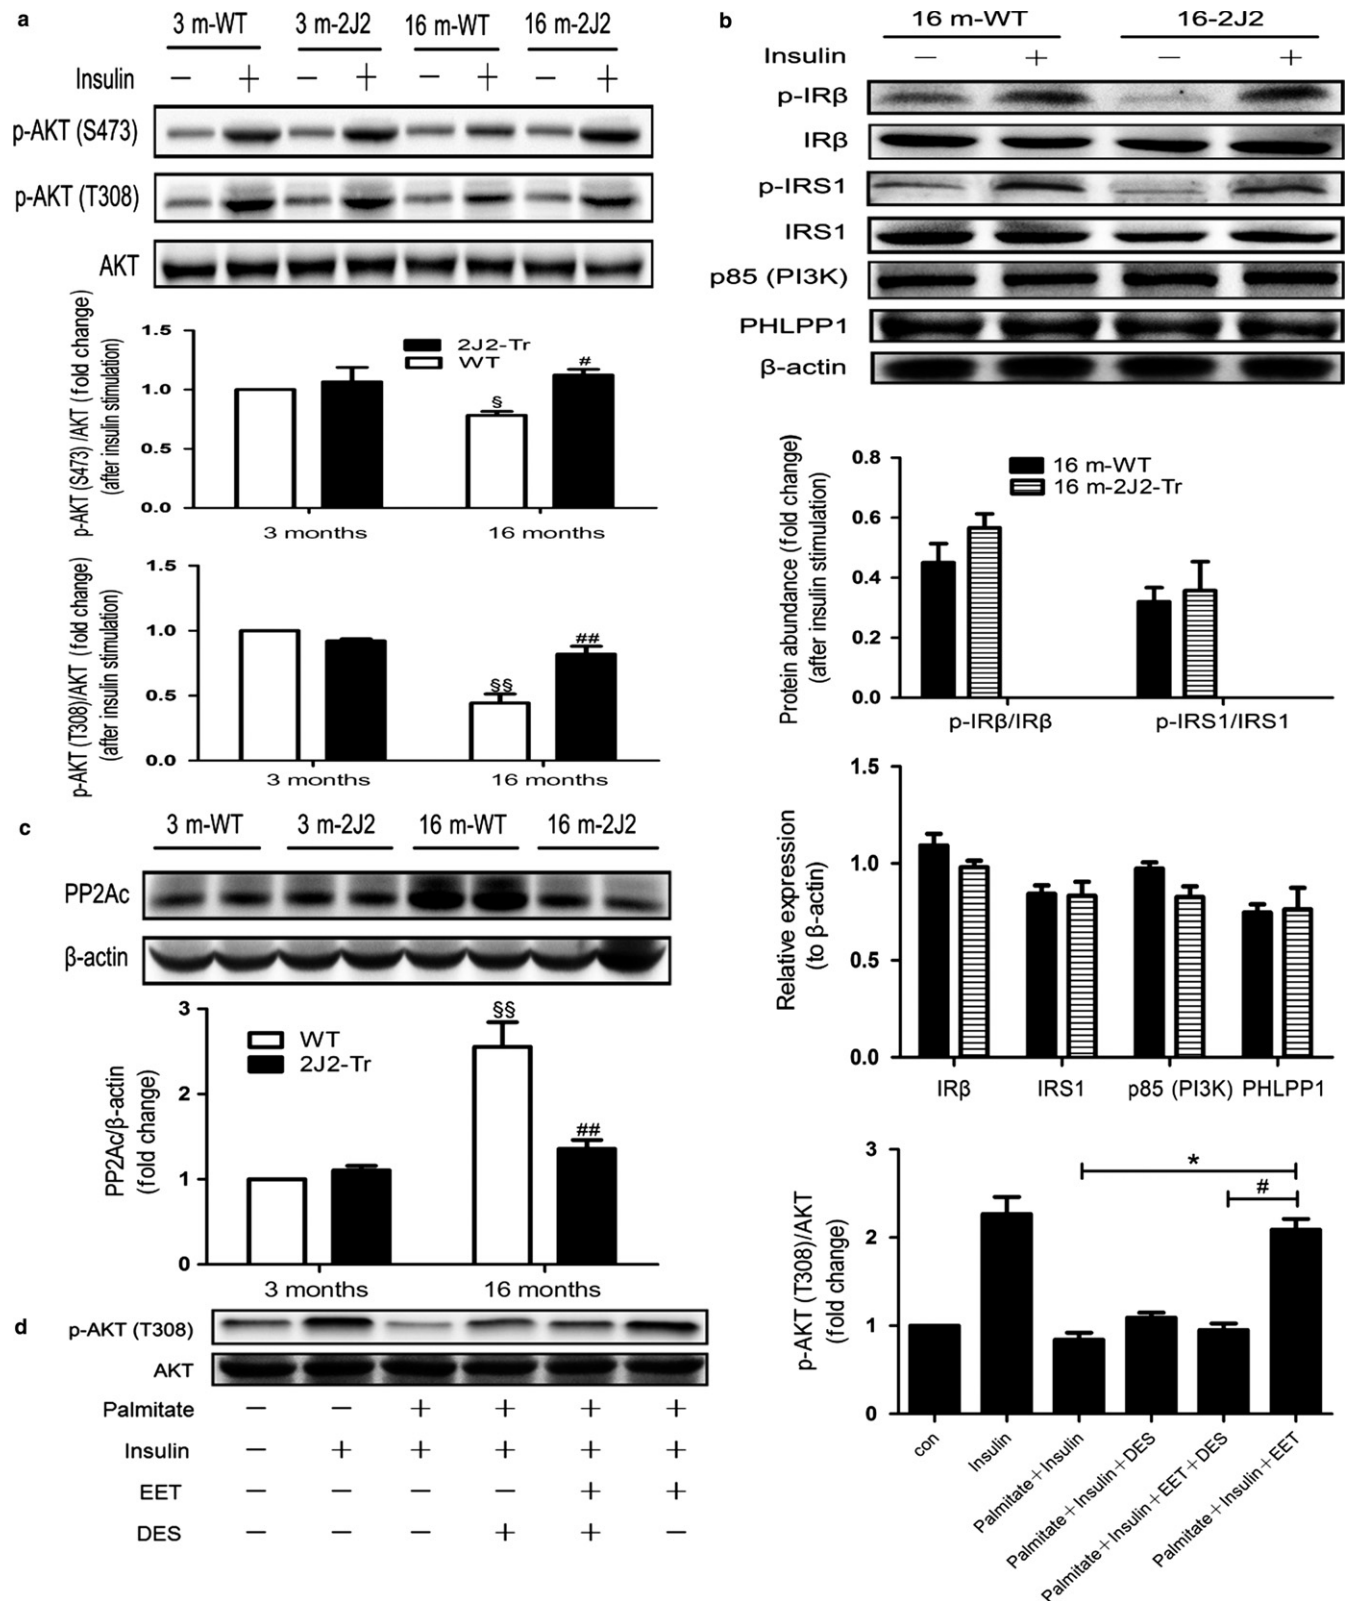 a
3 m-WT 3 m-2J2 16 m-WT 16 m-2J2
Insulin − + − + − + − +
p-AKT (S473)
p-AKT (T308)
AKT
p-AKT (S473) /AKT (fold change)
(after insulin stimulation)
1.5
1.0
0.5
0.0
2J2-Tr
WT
§
#
3 months 16 months
p-AKT (T308)/AKT (fold change)
(after insulin stimulation)
1.5
1.0
0.5
0.0
§§
##
3 months 16 months
b
16 m-WT 16-2J2
Insulin − + − +
p-IRβ
IRβ
p-IRS1
IRS1
p85 (PI3K)
PHLPP1
β-actin
Protein abundance (fold change)
(after insulin stimulation)
0.8
0.6
0.4
0.2
0.0
16 m-WT
16 m-2J2-Tr
p-IRβ/IRβ p-IRS1/IRS1
Relative expression
(to β-actin)
1.5
1.0
0.5
0.0
IRβ IRS1 p85 (PI3K) PHLPP1
c
3 m-WT 3 m-2J2 16 m-WT 16 m-2J2
PP2Ac
β-actin
PP2Ac/β-actin
(fold change)
3
2
1
0
WT
2J2-Tr
§§
##
3 months 16 months
d
p-AKT (T308)
AKT
Palmitate − − + + + +
Insulin − + + + + +
EET − − − − + +
DES − − − + + −
p-AKT (T308)/AKT
(fold change)
3
2
1
0
*
#
con
Insulin
Palmitate+Insulin
Palmitate+Insulin+DES
Palmitate+Insulin+EET+DES
Palmitate+Insulin+EET